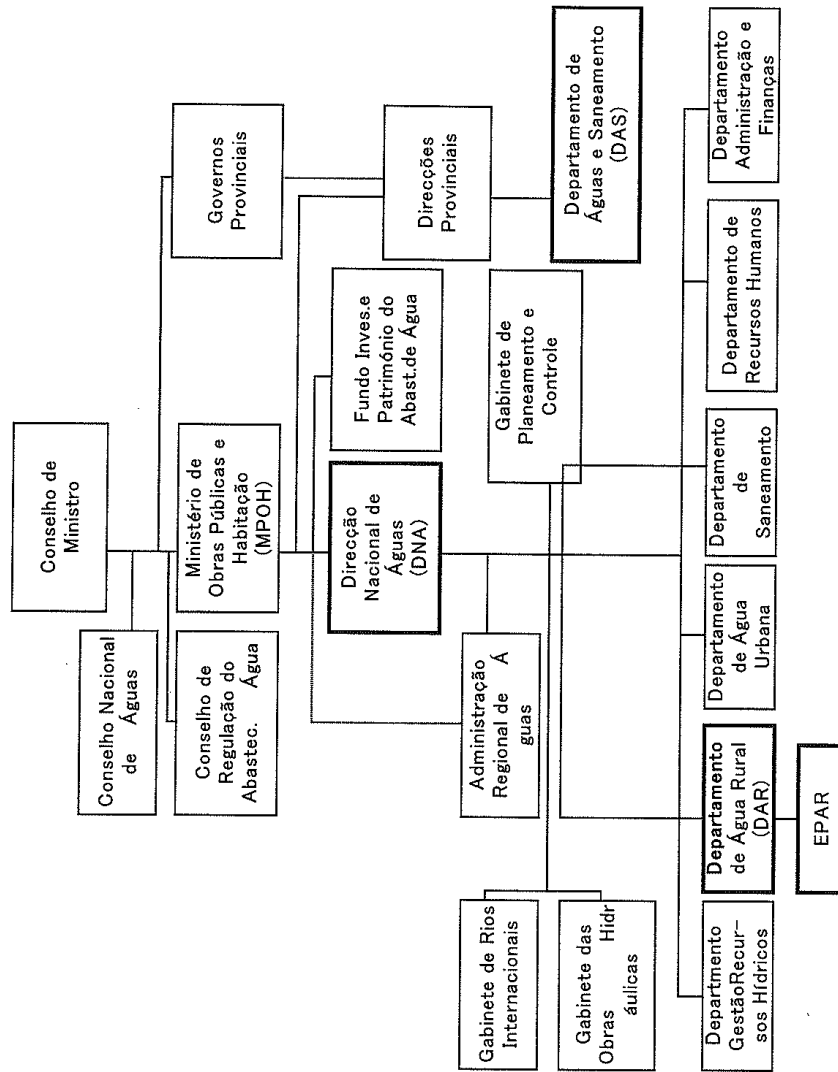 Conselho de
Ministro
Conselho Nacional
de Águas
Conselho de
Regulação do
Abastec. Água
Ministério de
Obras Públicas e
Habitação
(MPOH)
Governos
Provinciais
Direcção
Nacional de
Águas
(DNA)
Fundo Inves.e
Património do
Abast.de Água
Direcções
Provinciais
Administração
Regional de Á
guas
Gabinete de
Planeamento e
Controle
Departamento de
Águas e Saneamento
(DAS)
Gabinete de Rios
Internacionais
Gabinete das
Obras Hidr
áulicas
Departmento
GestãoRecur-
sos Hídricos
Departamento
de Água Rural
(DAR)
Departamento
de Água
Urbana
Departamento
de
Saneamento
Departamento de
Recursos Humanos
Departamento
Administração e
Finanças
EPAR